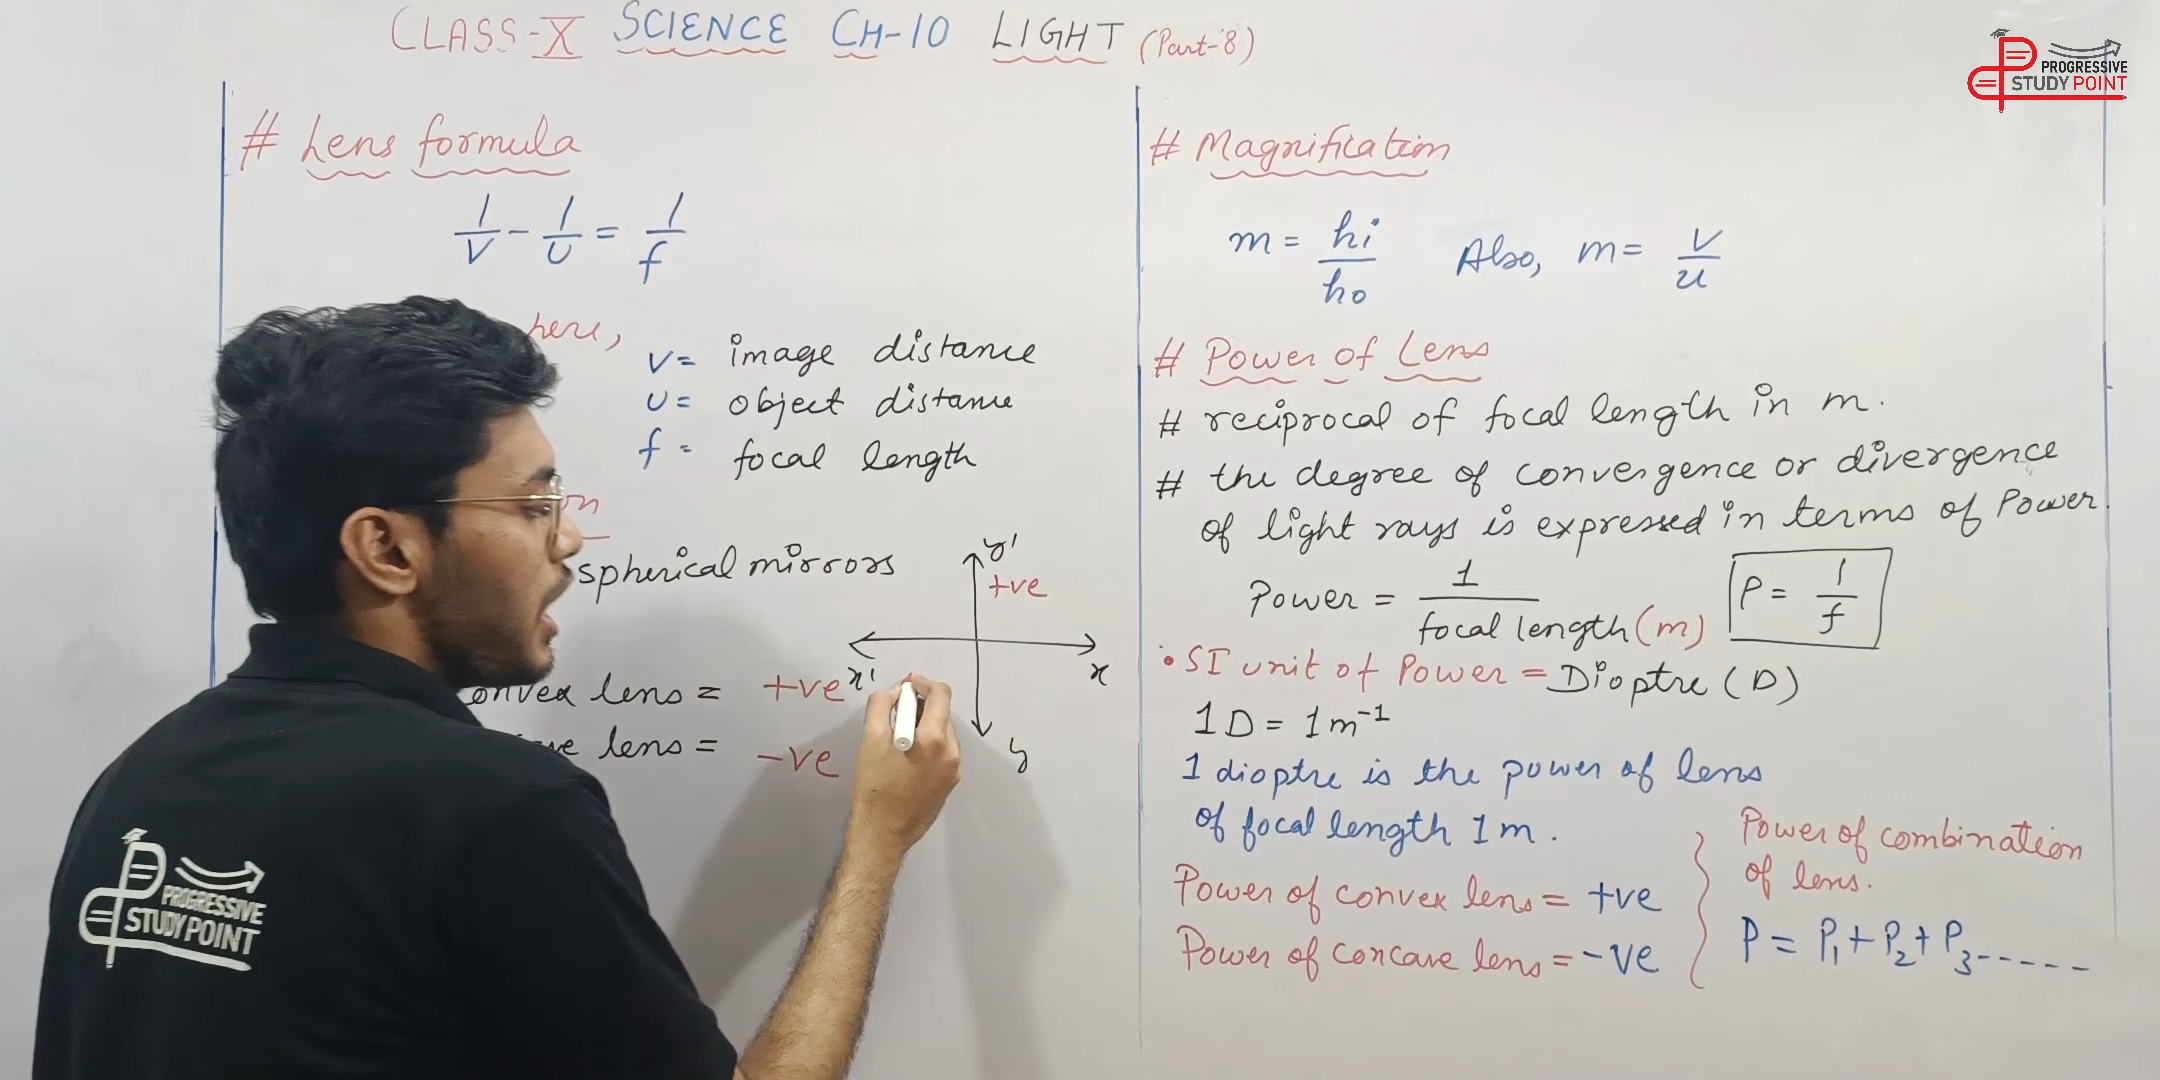 CLASS-X SCIENCE CH-10 LIGHT (Part-8)
PROGRESSIVE
STUDY POINT
# Lens formula
1/V - 1/U = 1/f
V = image distance
U = object distance
f = focal length
spherical mirrors
y'
+ve
x'
x
y
lens = +ve
lens = -ve
# Magnification
m = hi/ho Also, m = V/u
# Power of Lens
# reciprocal of focal length in m.
# the degree of convergence or divergence
of light rays is expressed in terms of Power.
Power = 1/focal length (m) P = 1/f
• SI unit of Power = Dioptre (D)
1 D = 1 m⁻¹
1 dioptre is the power of lens
of focal length 1m.
Power of convex lens = +ve
Power of concave lens = -ve
Power of combination
of lens.
P = P₁ + P₂ + P₃-----
PROGRESSIVE
STUDY POINT